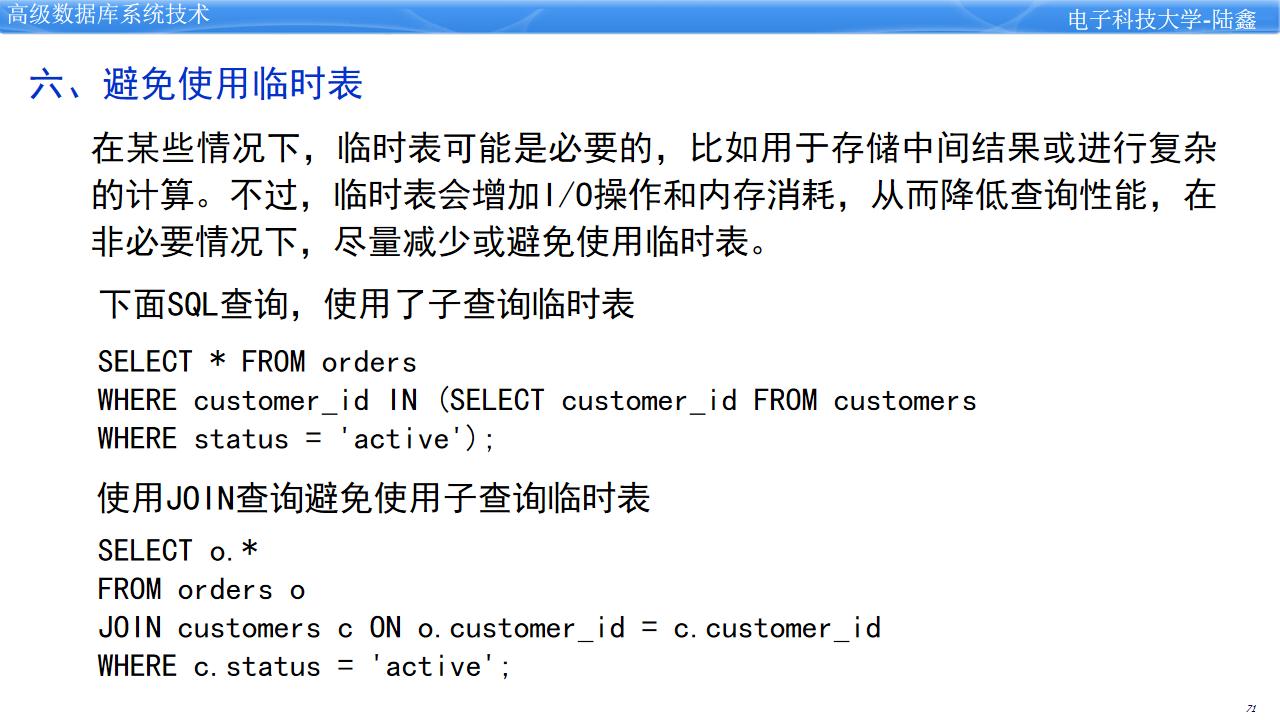 高级数据库系统技术
电子科技大学-陆鑫
六、避免使用临时表
在某些情况下，临时表可能是必要的，比如用于存储中间结果或进行复杂
的计算。不过，临时表会增加I/O操作和内存消耗，从而降低查询性能，在
非必要情况下，尽量减少或避免使用临时表。
下面SQL查询，使用了子查询临时表
SELECT * FROM orders
WHERE customer_id IN (SELECT customer_id FROM customers
WHERE status = 'active');
使用JOIN查询避免使用子查询临时表
SELECT o.*
FROM orders o
JOIN customers c ON o.customer_id = c.customer_id
WHERE c.status = 'active';
71